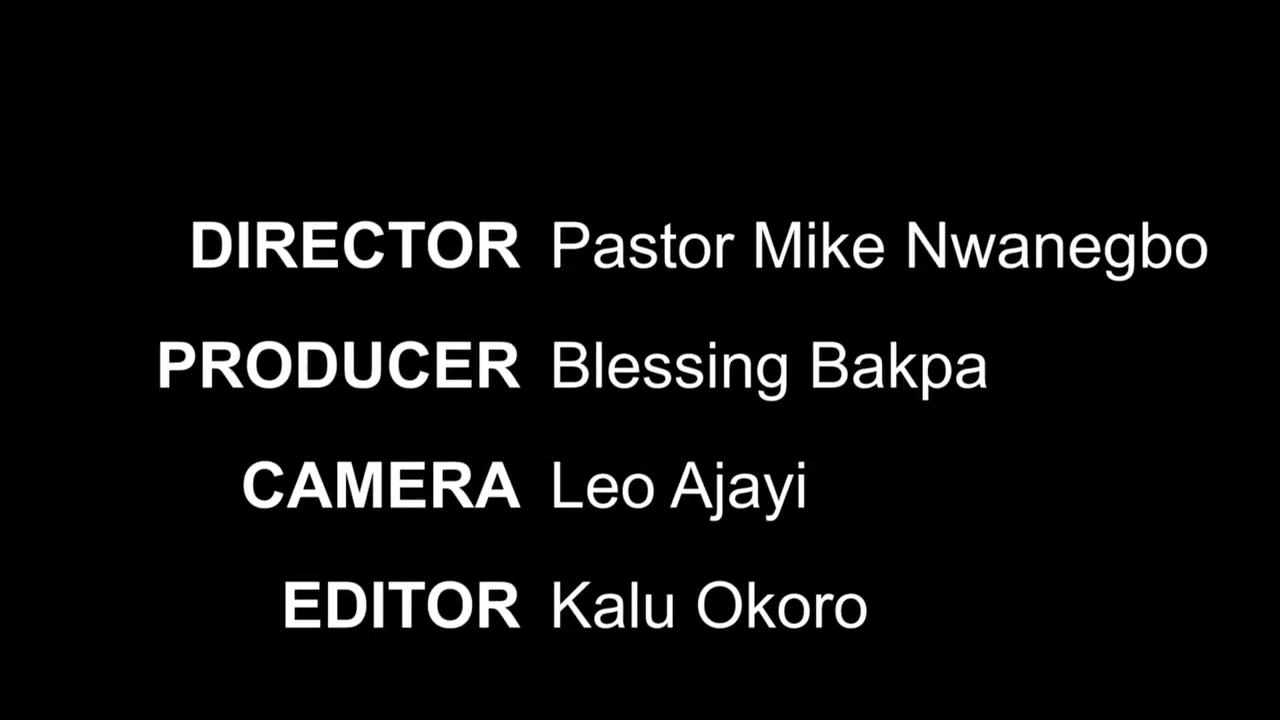 DIRECTOR Pastor Mike Nwanegbo
PRODUCER Blessing Bakpa
CAMERA Leo Ajayi
EDITOR Kalu Okoro